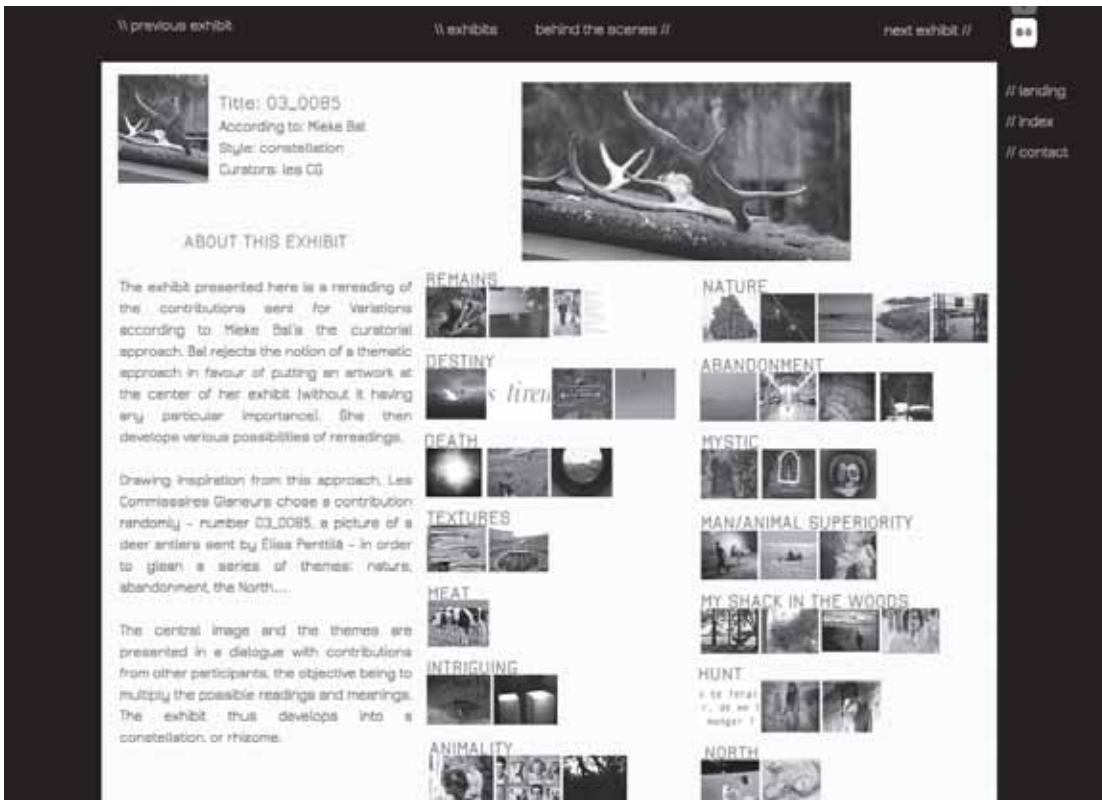 \\ previous exhibit
\\ exhibits
behind the scenes //
next exhibit //
// landing
// index
// contact
Title: 03_0085
According to: Mieke Bal
Style: constellation
Curators: les CG
ABOUT THIS EXHIBIT
The exhibit presented here is a rereading of
the contributions sent for Variations
according to Mieke Bal's the curatorial
approach. Bal rejects the notion of a thematic
approach in favour of putting an artwork at
the center of her exhibit (without it having
any particular importance). She then
develops various possibilities of rereadings.
Drawing inspiration from this approach, Les
Commissaires Glaneurs chose a contribution
randomly – number 03_0085, a picture of a
deer antlers sent by Elisa Penttilä – in order
to glean a series of themes: nature,
abandonment, the North....
The central image and the themes are
presented in a dialogue with contributions
from other participants, the objective being to
multiply the possible readings and meanings.
The exhibit thus develops into a
constellation, or rhizome.
REMAINS
DESTINY
DEATH
TEXTURES
MEAT
INTRIGUING
ANIMALITY
NATURE
ABANDONMENT
MYSTIC
MAN/ANIMAL SUPERIORITY
MY SHACK IN THE WOODS
HUNT
te ferai
r, de me
manger ?
NORTH